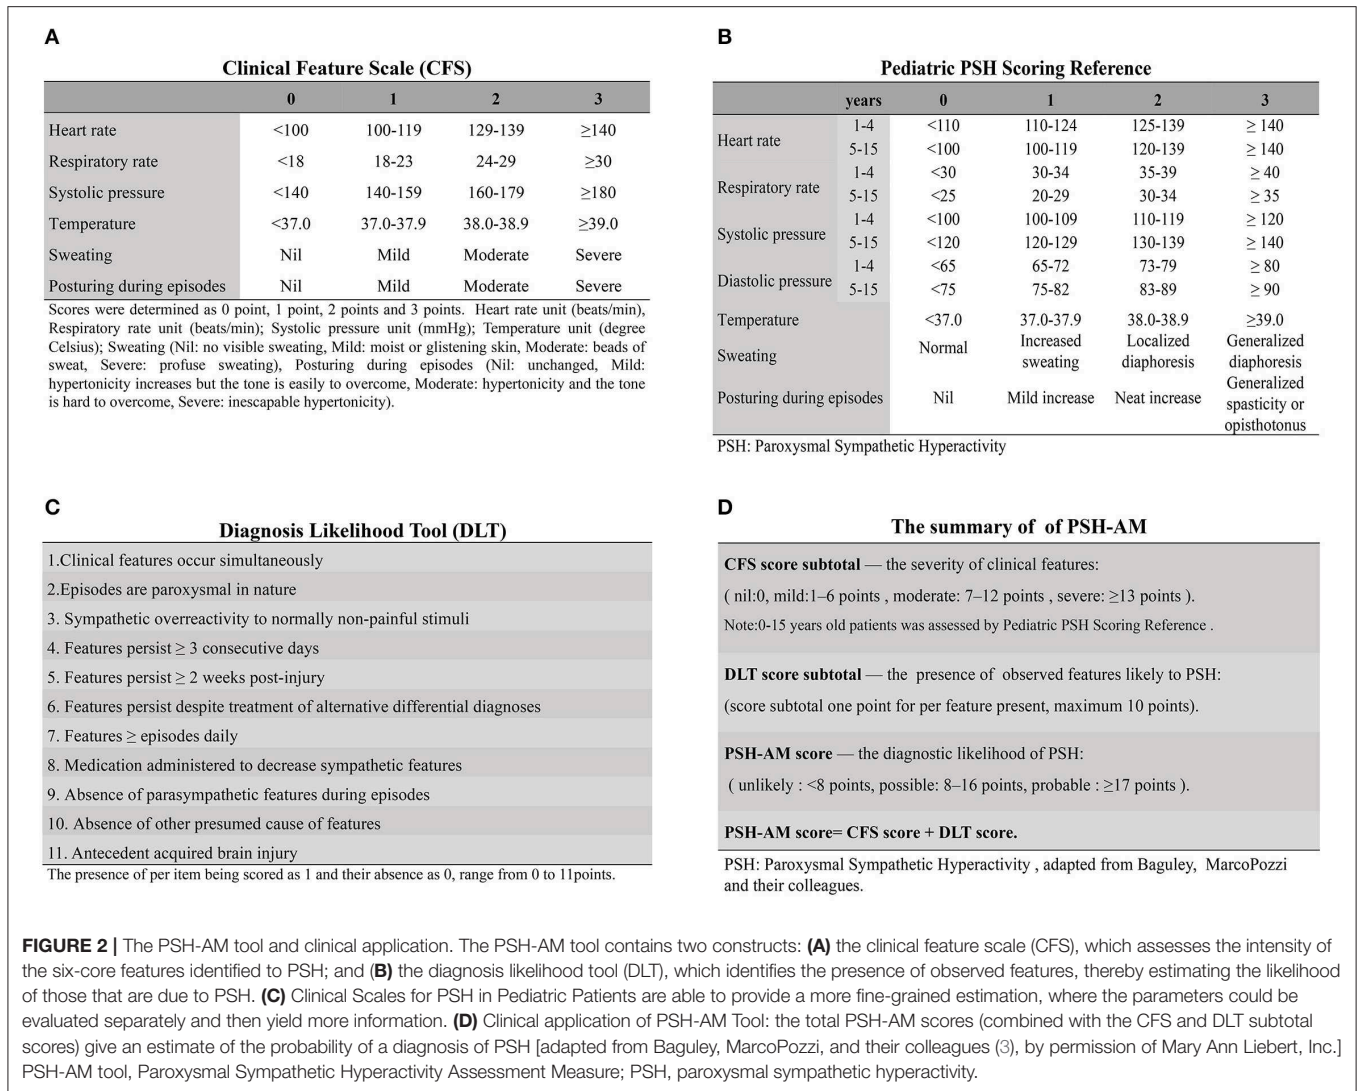 A
Clinical Feature Scale (CFS)
0 1 2 3
Heart rate <100 100-119 129-139 ≥140
Respiratory rate <18 18-23 24-29 ≥30
Systolic pressure <140 140-159 160-179 ≥180
Temperature <37.0 37.0-37.9 38.0-38.9 ≥39.0
Sweating Nil Mild Moderate Severe
Posturing during episodes Nil Mild Moderate Severe
Scores were determined as 0 point, 1 point, 2 points and 3 points. Heart rate unit (beats/min),
Respiratory rate unit (beats/min); Systolic pressure unit (mmHg); Temperature unit (degree
Celsius); Sweating (Nil: no visible sweating, Mild: moist or glistening skin, Moderate: beads of
sweat, Severe: profuse sweating), Posturing during episodes (Nil: unchanged, Mild:
hypertonicity increases but the tone is easily to overcome, Moderate: hypertonicity and the tone
is hard to overcome, Severe: inescapable hypertonicity).
B
Pediatric PSH Scoring Reference
years 0 1 2 3
Heart rate
1-4 <110 110-124 125-139 ≥ 140
5-15 <100 100-119 120-139 ≥ 140
Respiratory rate
1-4 <30 30-34 35-39 ≥ 40
5-15 <25 20-29 30-34 ≥ 35
Systolic pressure
1-4 <100 100-109 110-119 ≥ 120
5-15 <120 120-129 130-139 ≥ 140
Diastolic pressure
1-4 <65 65-72 73-79 ≥ 80
5-15 <75 75-82 83-89 ≥ 90
Temperature <37.0 37.0-37.9 38.0-38.9 ≥39.0
Sweating Normal Increased sweating Localized diaphoresis Generalized diaphoresis
Posturing during episodes Nil Mild increase Neat increase Generalized spasticity or opisthotonus
PSH: Paroxysmal Sympathetic Hyperactivity
C
Diagnosis Likelihood Tool (DLT)
1.Clinical features occur simultaneously
2.Episodes are paroxysmal in nature
3. Sympathetic overreactivity to normally non-painful stimuli
4. Features persist ≥ 3 consecutive days
5. Features persist ≥ 2 weeks post-injury
6. Features persist despite treatment of alternative differential diagnoses
7. Features ≥ episodes daily
8. Medication administered to decrease sympathetic features
9. Absence of parasympathetic features during episodes
10. Absence of other presumed cause of features
11. Antecedent acquired brain injury
The presence of per item being scored as 1 and their absence as 0, range from 0 to 11points.
D
The summary of of PSH-AM
CFS score subtotal — the severity of clinical features:
( nil:0, mild:1–6 points , moderate: 7–12 points , severe: ≥13 points ).
Note:0-15 years old patients was assessed by Pediatric PSH Scoring Reference .
DLT score subtotal — the presence of observed features likely to PSH:
(score subtotal one point for per feature present, maximum 10 points).
PSH-AM score — the diagnostic likelihood of PSH:
( unlikely : <8 points, possible: 8–16 points, probable : ≥17 points ).
PSH-AM score= CFS score + DLT score.
PSH: Paroxysmal Sympathetic Hyperactivity , adapted from Baguley, MarcoPozzi
and their colleagues.
FIGURE 2 | The PSH-AM tool and clinical application. The PSH-AM tool contains two constructs: (A) the clinical feature scale (CFS), which assesses the intensity of
the six-core features identified to PSH; and (B) the diagnosis likelihood tool (DLT), which identifies the presence of observed features, thereby estimating the likelihood
of those that are due to PSH. (C) Clinical Scales for PSH in Pediatric Patients are able to provide a more fine-grained estimation, where the parameters could be
evaluated separately and then yield more information. (D) Clinical application of PSH-AM Tool: the total PSH-AM scores (combined with the CFS and DLT subtotal
scores) give an estimate of the probability of a diagnosis of PSH [adapted from Baguley, MarcoPozzi, and their colleagues (3), by permission of Mary Ann Liebert, Inc.]
PSH-AM tool, Paroxysmal Sympathetic Hyperactivity Assessment Measure; PSH, paroxysmal sympathetic hyperactivity.